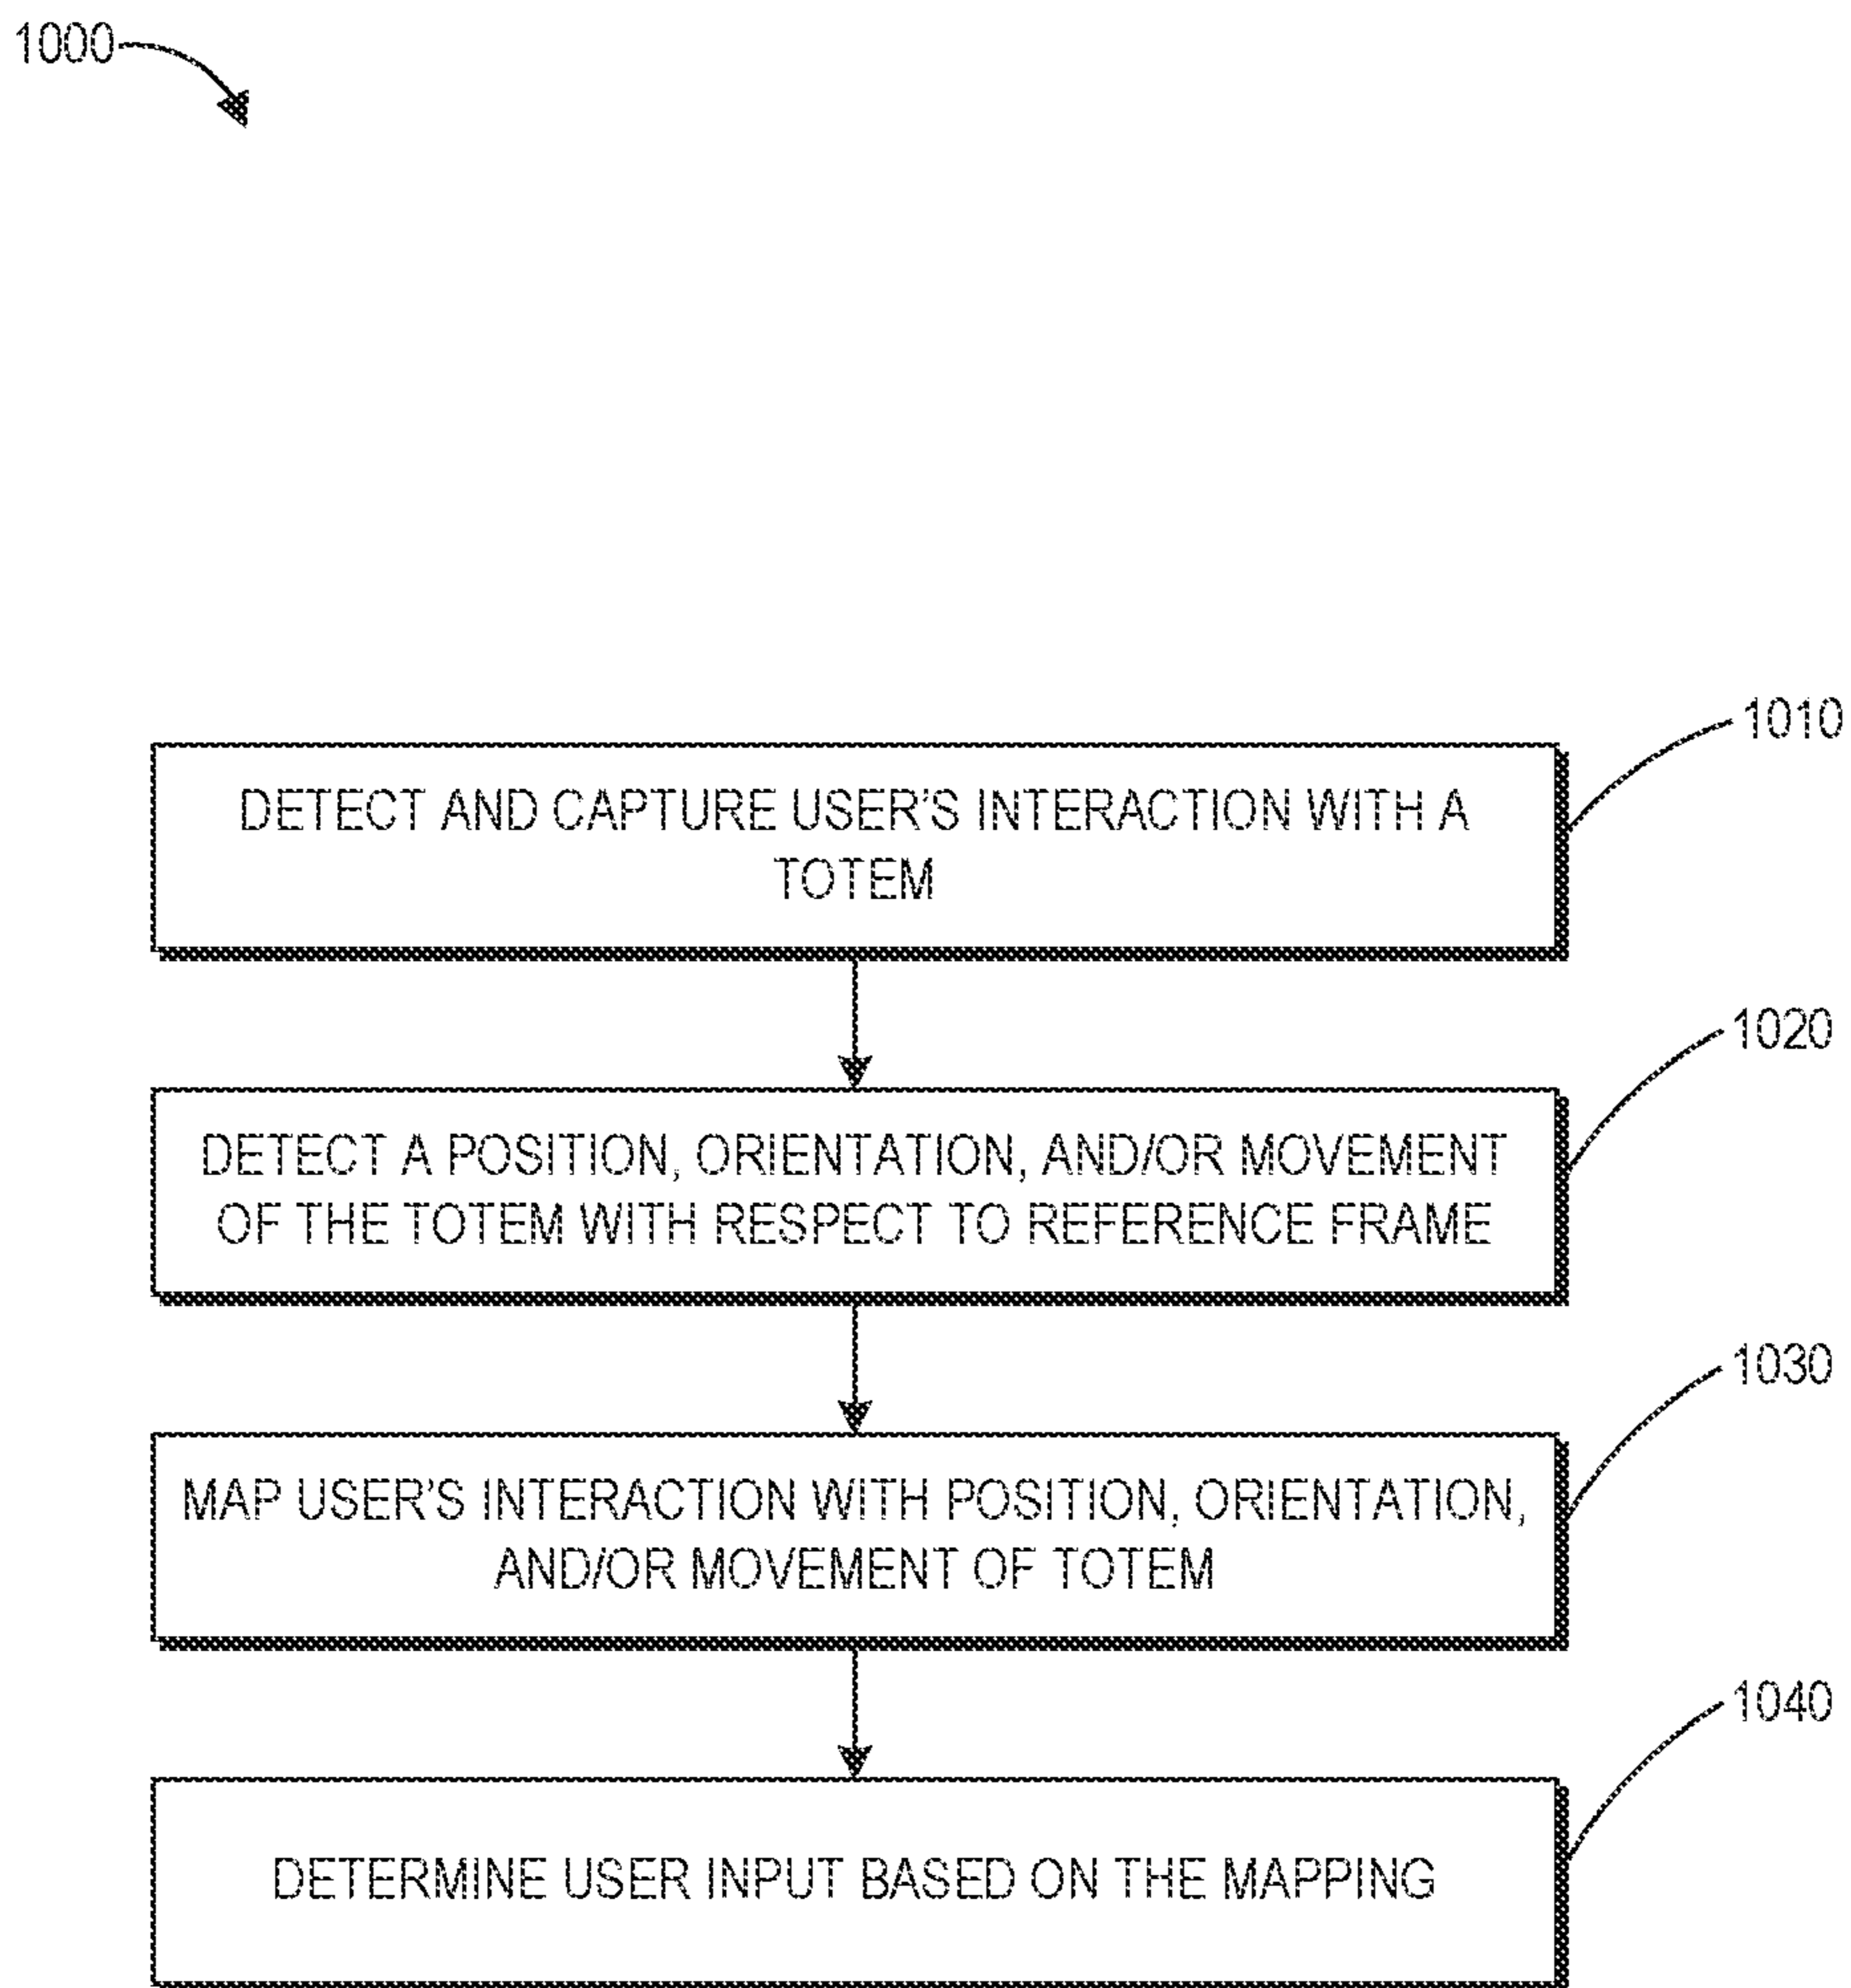 1000
1010
DETECT AND CAPTURE USER'S INTERACTION WITH A
TOTEM
1020
DETECT A POSITION, ORIENTATION, AND/OR MOVEMENT
OF THE TOTEM WITH RESPECT TO REFERENCE FRAME
1030
MAP USER'S INTERACTION WITH POSITION, ORIENTATION,
AND/OR MOVEMENT OF TOTEM
1040
DETERMINE USER INPUT BASED ON THE MAPPING